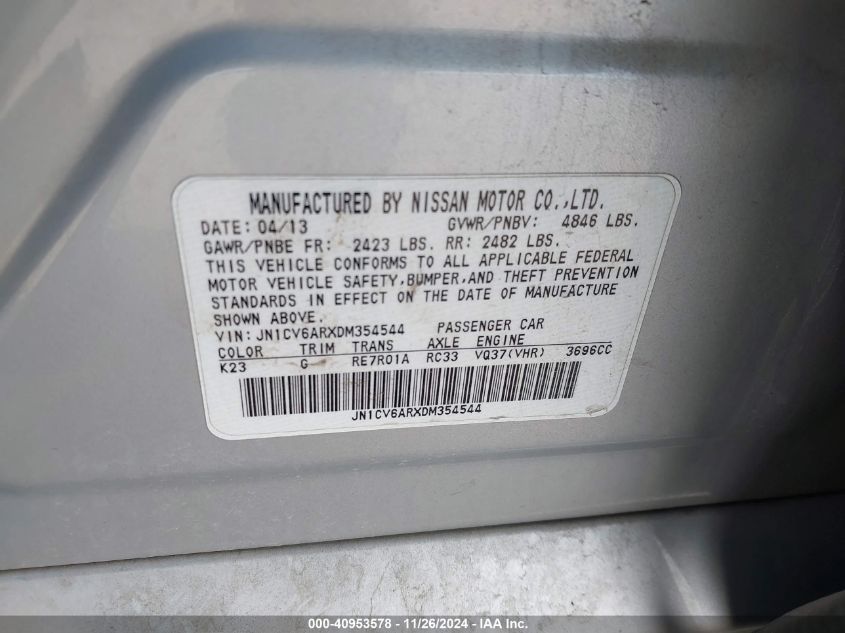 MANUFACTURED BY NISSAN MOTOR CO.,LTD.
DATE: 04/13 GVWR/PNBV: 4846 LBS.
GAWR/PNBE FR: 2423 LBS. RR: 2482 LBS.
THIS VEHICLE CONFORMS TO ALL APPLICABLE FEDERAL
MOTOR VEHICLE SAFETY,BUMPER,AND THEFT PREVENTION
STANDARDS IN EFFECT ON THE DATE OF MANUFACTURE
SHOWN ABOVE.
VIN: JN1CV6ARXDM354544 PASSENGER CAR
COLOR TRIM TRANS AXLE ENGINE
K23 G RE7R01A RC33 VQ37(VHR) 3696CC
JN1CV6ARXDM354544
000-40953578 - 11/26/2024 - IAAI.com